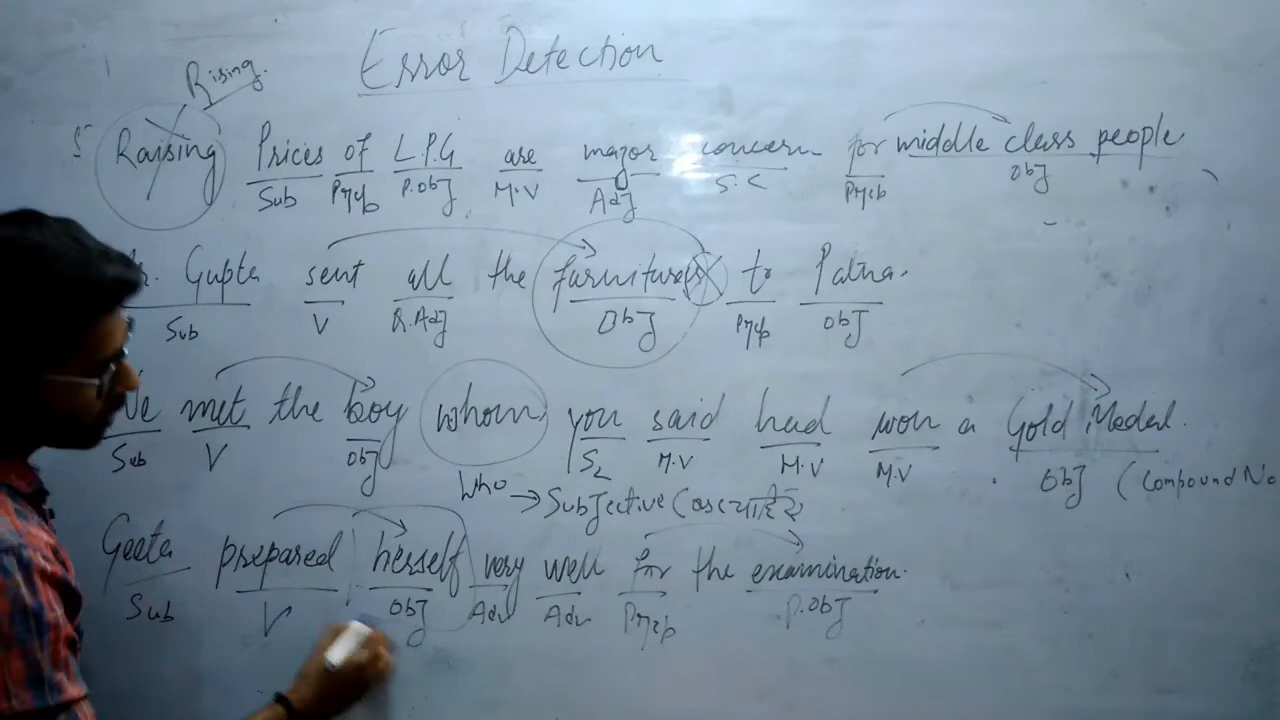 Error Detection
Rising.
5 Raising Prices of L.P.G are major concern for middle class people
Sub Prep P.Obj M.V Adj S.C Prep Obj
r. Gupta sent all the furnitures to Patna.
Sub V Q.Adj Obj Prep Obj
We met the boy whom you said had won a Gold Medal.
Sub V Obj S2 M.V M.V M.V Obj (Compound No
Who → Subjective Case
Geeta prepared herself very well for the examination.
Sub V Obj Adv Adv Prep P.Obj